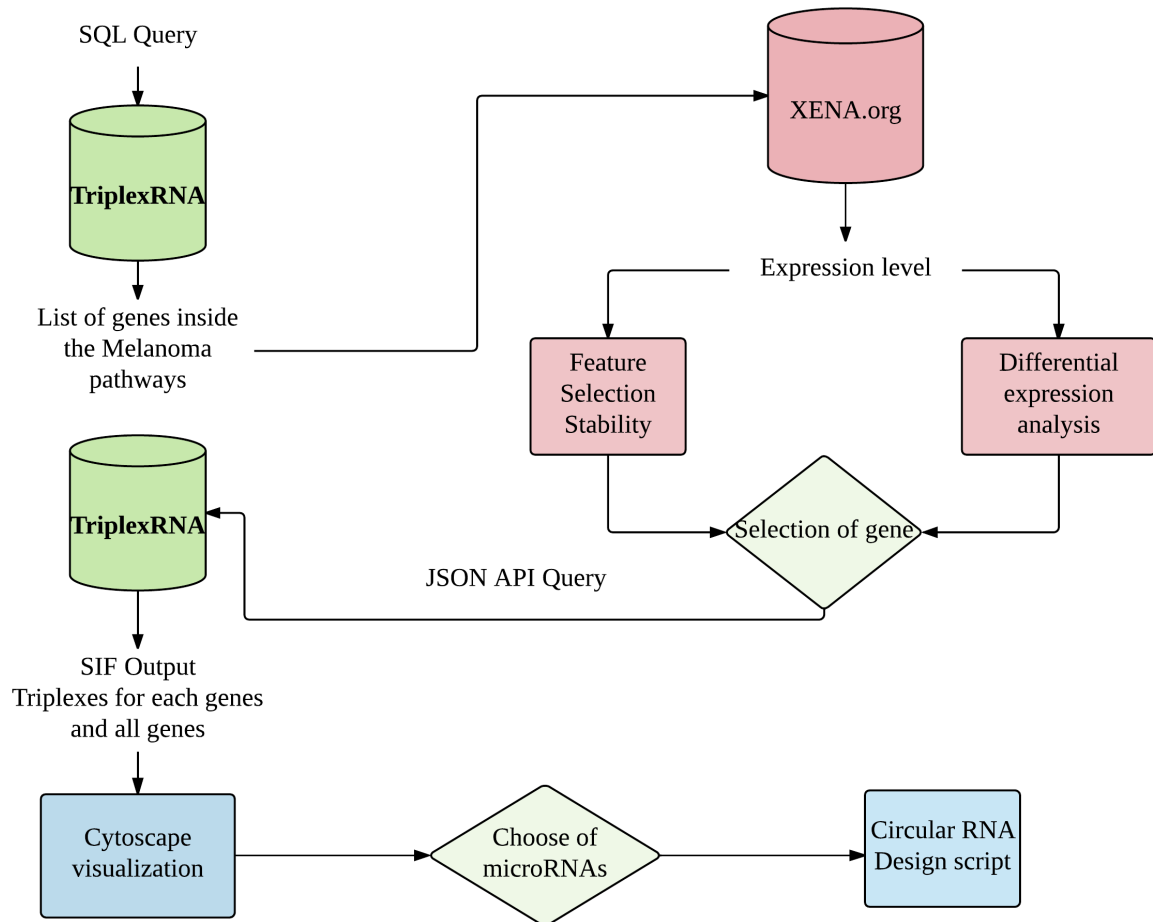 SQL Query
TriplexRNA
List of genes inside
the Melanoma
pathways
XENA.org
Expression level
Feature
Selection
Stability
Differential
expression
analysis
Selection of gene
JSON API Query
TriplexRNA
SIF Output
Triplexes for each genes
and all genes
Cytoscape
visualization
Choose of
microRNAs
Circular RNA
Design script